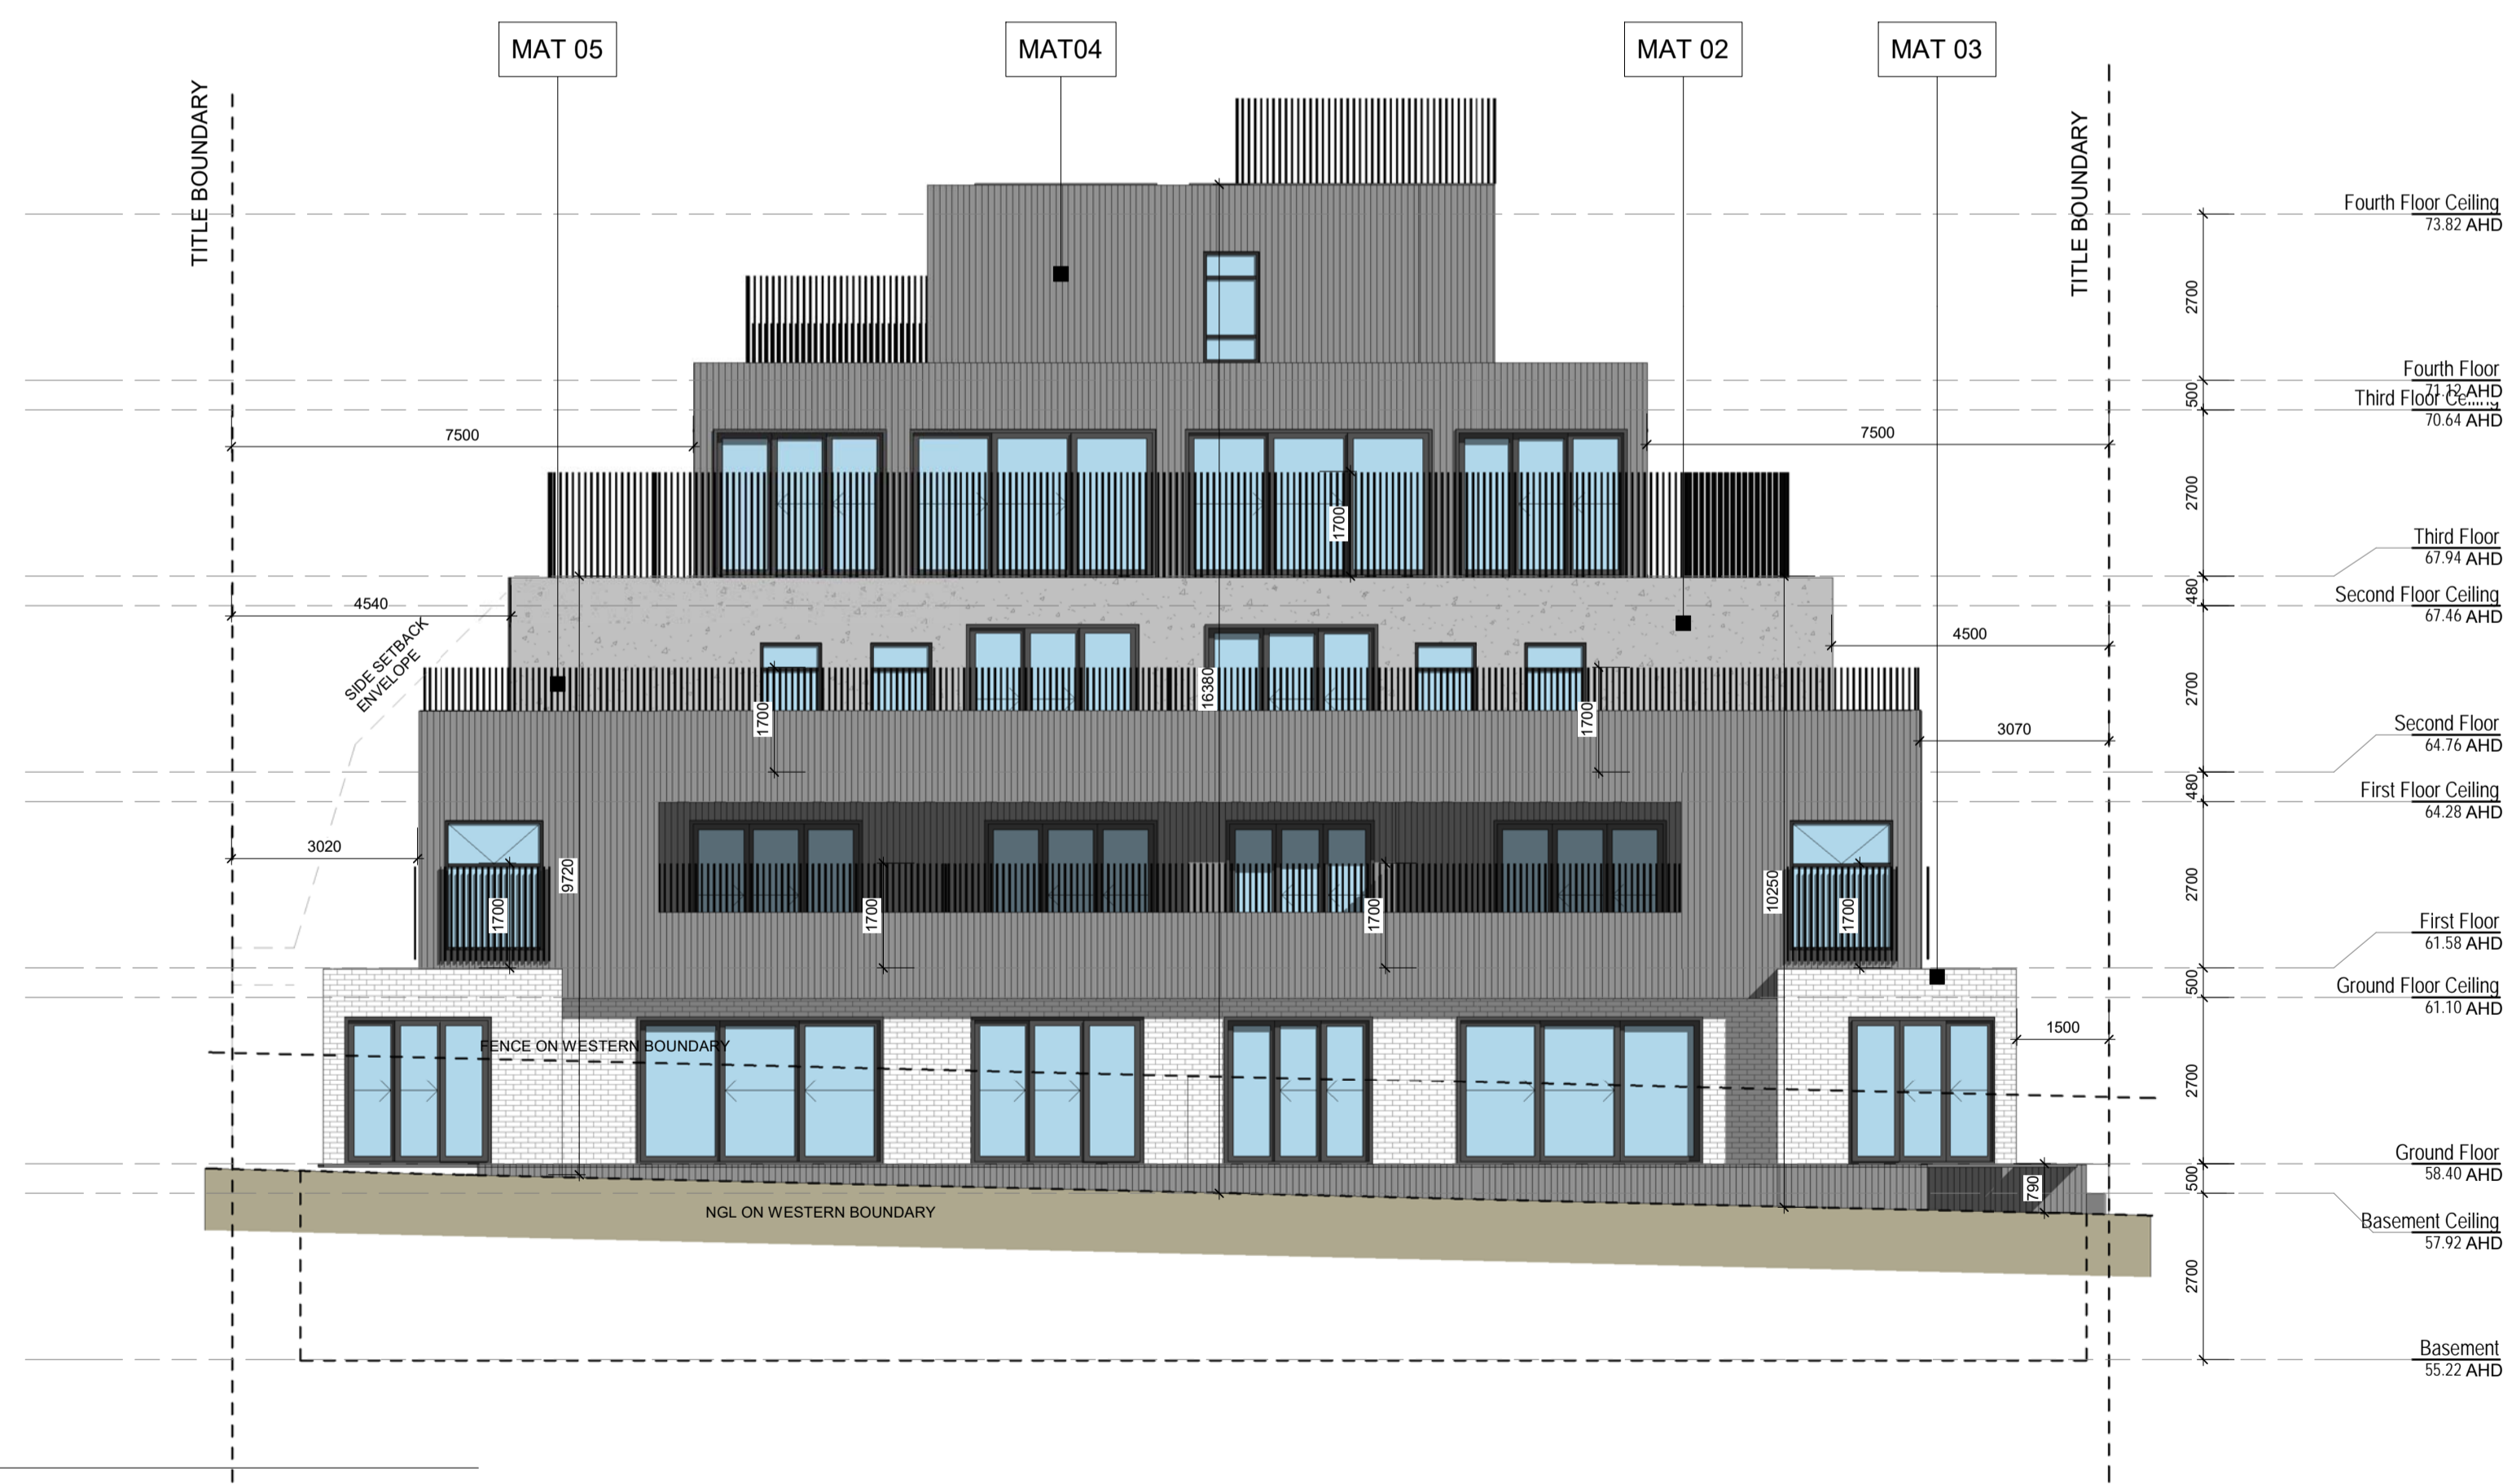 MAT 05
MAT04
MAT 02
MAT 03
TITLE BOUNDARY
TITLE BOUNDARY
Fourth Floor Ceiling
73.82 AHD
2700
Fourth Floor
71.12 AHD
500
Third Floor Ceiling
70.64 AHD
7500
7500
2700
1700
Third Floor
67.94 AHD
480
4540
Second Floor Ceiling
67.46 AHD
4500
SIDE SETBACK
ENVELOPE
2700
16380
1700
1700
Second Floor
64.76 AHD
3070
480
First Floor Ceiling
64.28 AHD
3020
9720
10250
2700
1700
1700
1700
1700
First Floor
61.58 AHD
500
Ground Floor Ceiling
61.10 AHD
1500
FENCE ON WESTERN BOUNDARY
2700
Ground Floor
58.40 AHD
500
790
NGL ON WESTERN BOUNDARY
Basement Ceiling
57.92 AHD
2700
Basement
55.22 AHD